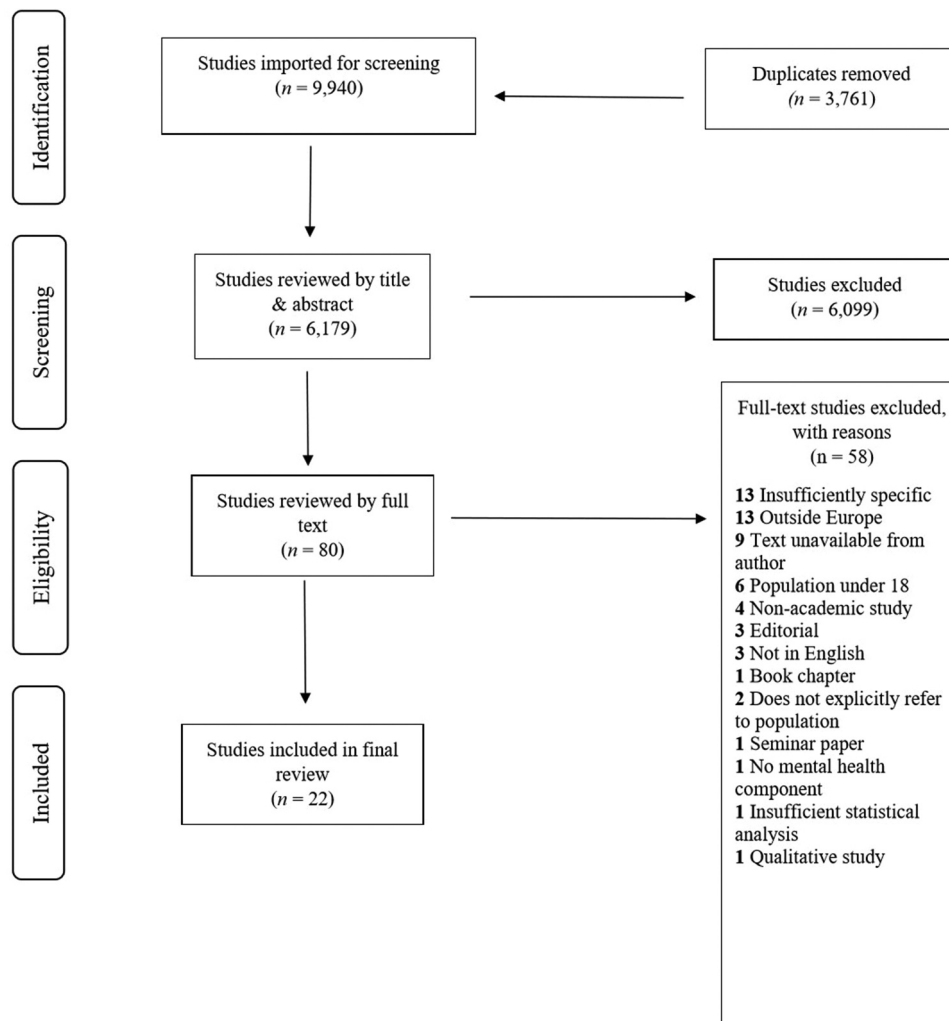 Identification
Studies imported for screening
(n = 9,940)
Duplicates removed
(n = 3,761)
Screening
Studies reviewed by title
& abstract
(n = 6,179)
Studies excluded
(n = 6,099)
Eligibility
Studies reviewed by full
text
(n = 80)
Full-text studies excluded,
with reasons
(n = 58)
13 Insufficiently specific
13 Outside Europe
9 Text unavailable from
author
6 Population under 18
4 Non-academic study
3 Editorial
3 Not in English
1 Book chapter
2 Does not explicitly refer
to population
1 Seminar paper
1 No mental health
component
1 Insufficient statistical
analysis
1 Qualitative study
Included
Studies included in final
review
(n = 22)